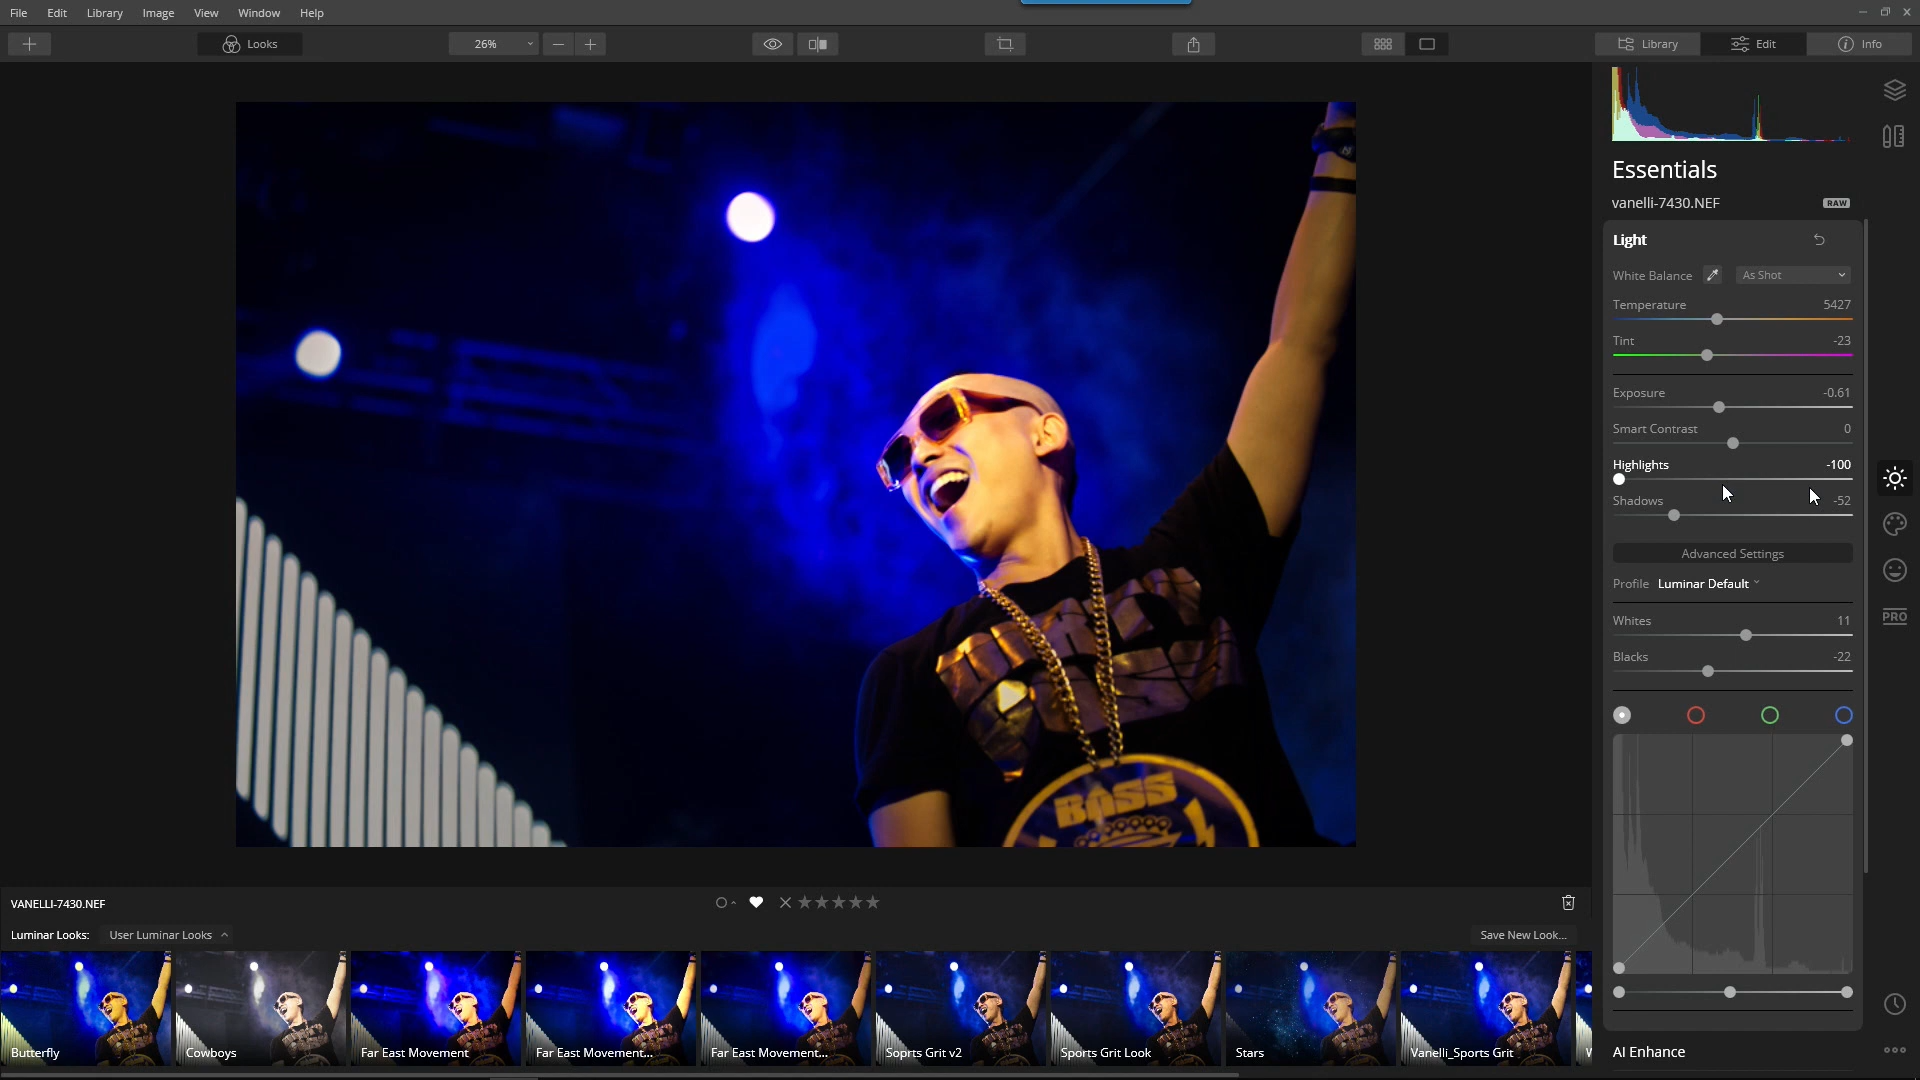 File Edit Library Image View Window Help
Looks 26% Library Edit Info
Essentials
vanelli-7430.NEF RAW
Light
White Balance As Shot
Temperature 5427
Tint -23
Exposure -0.61
Smart Contrast 0
Highlights -100
Shadows -52
Advanced Settings
Profile Luminar Default
Whites 11
Blacks -22
PRO
BOSS
VANELLI-7430.NEF
Luminar Looks: User Luminar Looks Save New Look...
Butterfly Cowboys Far East Movement Far East Movement... Far East Movement... Soprts Grit v2 Sports Grit Look Stars Vanelli_Sports Grit
AI Enhance